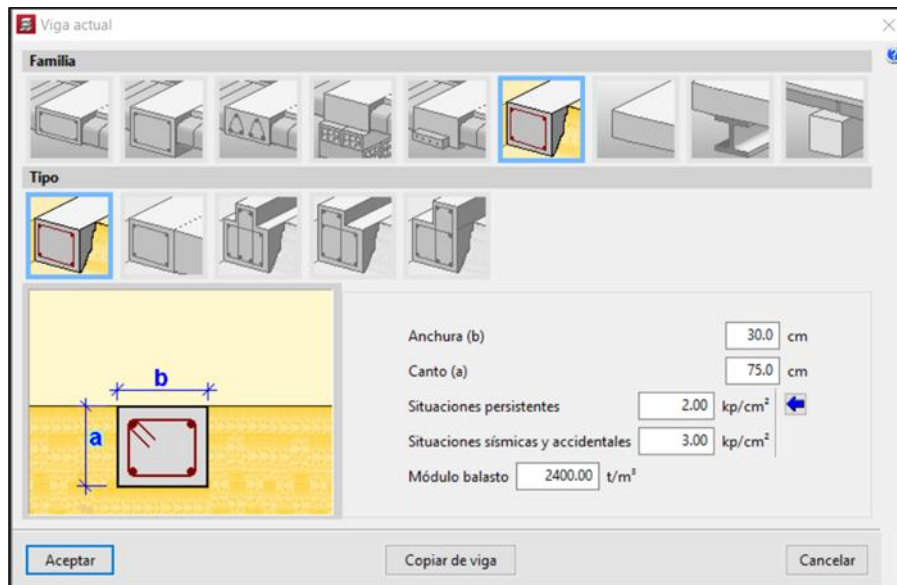 Viga actual
Familia
Tipo
b
a
Anchura (b) 30.0 cm
Canto (a) 75.0 cm
Situaciones persistentes 2.00 kp/cm²
Situaciones sísmicas y accidentales 3.00 kp/cm²
Módulo balasto 2400.00 t/m³
Aceptar Copiar de viga Cancelar